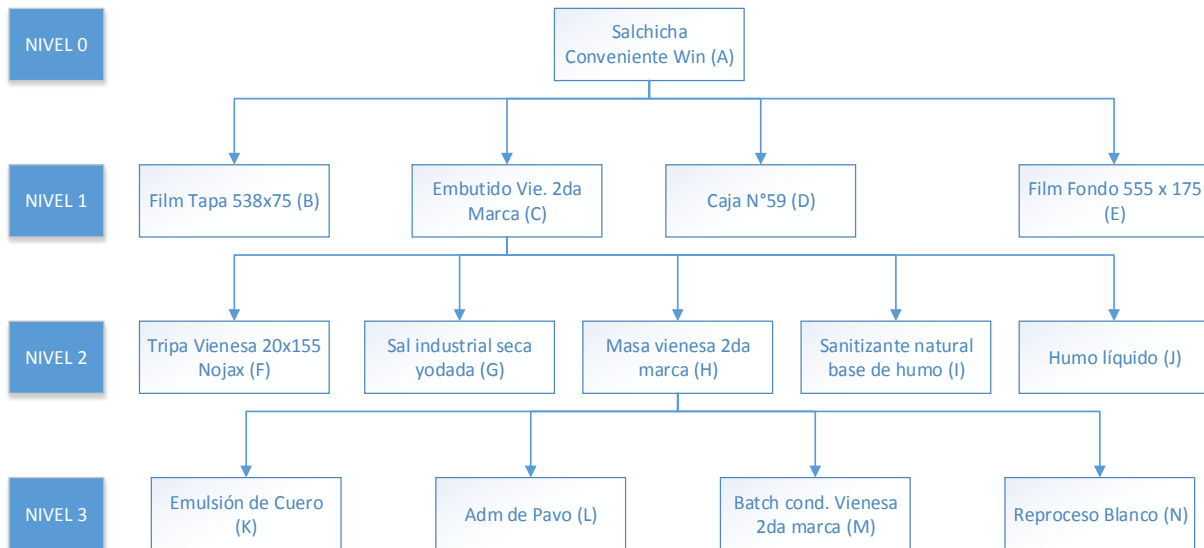 NIVEL 0
Salchicha
Conveniente Win (A)
NIVEL 1
Film Tapa 538x75 (B)
Embutido Vie. 2da
Marca (C)
Caja N°59 (D)
Film Fondo 555 x 175
(E)
NIVEL 2
Tripa Vienesa 20x155
Nojax (F)
Sal industrial seca
yodada (G)
Masa vienesa 2da
marca (H)
Sanitizante natural
base de humo (I)
Humo líquido (J)
NIVEL 3
Emulsión de Cuero
(K)
Adm de Pavo (L)
Batch cond. Vienesa
2da marca (M)
Reproceso Blanco (N)